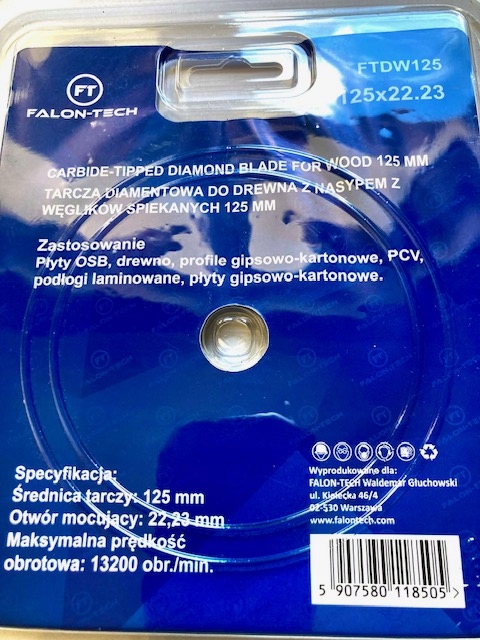 FT
FALON-TECH
FTDW125
125x22.23
CARBIDE-TIPPED DIAMOND BLADE FOR WOOD 125 MM
TARCZA DIAMENTOWA DO DREWNA Z NASYPEM Z
WĘGLIKÓW SPIEKANYCH 125 MM
Zastosowanie
Płyty OSB, drewno, profile gipsowo-kartonowe, PCV,
podłogi laminowane, płyty gipsowo-kartonowe.
Specyfikacja:
Średnica tarczy: 125 mm
Otwór mocujący: 22,23 mm
Maksymalna prędkość
obrotowa: 13200 obr./min.
Wyprodukowano dla:
FALON-TECH Waldemar Głuchowski
ul. Kielecka 46/4
02-530 Warszawa
www.falontech.com
5 907580 118505 >